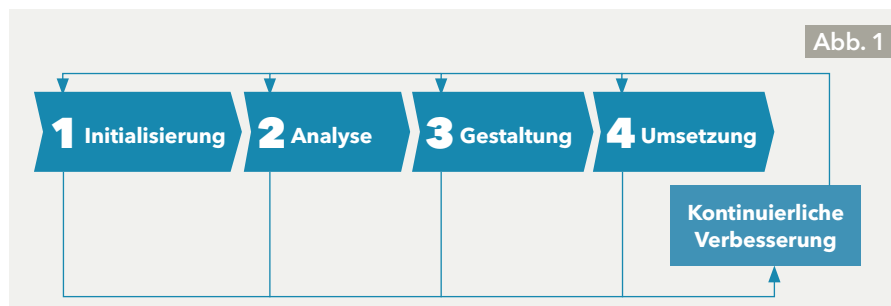 Abb. 1
1 Initialisierung
2 Analyse
3 Gestaltung
4 Umsetzung
Kontinuierliche
Verbesserung